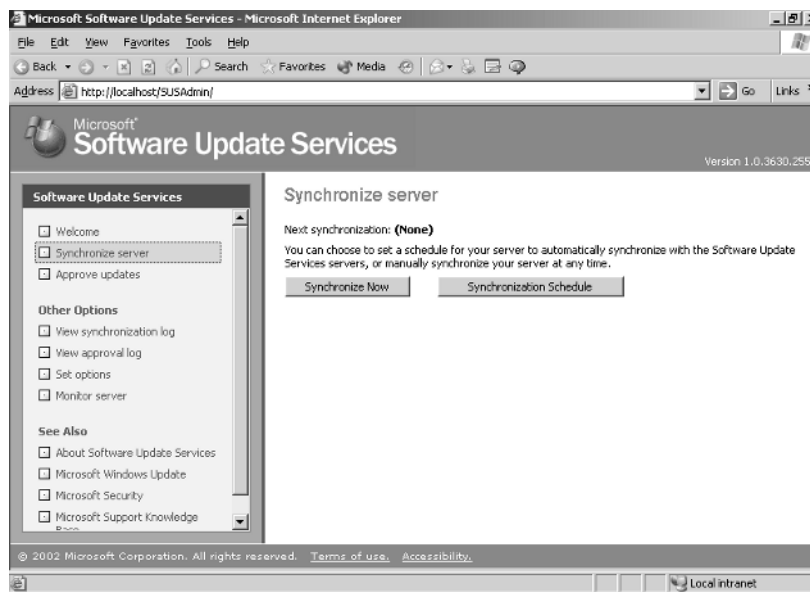 Microsoft Software Update Services - Microsoft Internet Explorer
File Edit View Favorites Tools Help
Back Search Favorites Media
Address http://localhost/SUSAdmin/ Go Links
Microsoft®
Software Update Services
Version 1.0.3630.255
Software Update Services
Welcome
Synchronize server
Approve updates
Other Options
View synchronization log
View approval log
Set options
Monitor server
See Also
About Software Update Services
Microsoft Windows Update
Microsoft Security
Microsoft Support Knowledge
Synchronize server
Next synchronization: (None)
You can choose to set a schedule for your server to automatically synchronize with the Software Update
Services servers, or manually synchronize your server at any time.
Synchronize Now Synchronization Schedule
© 2002 Microsoft Corporation. All rights reserved. Terms of use. Accessibility.
Local intranet